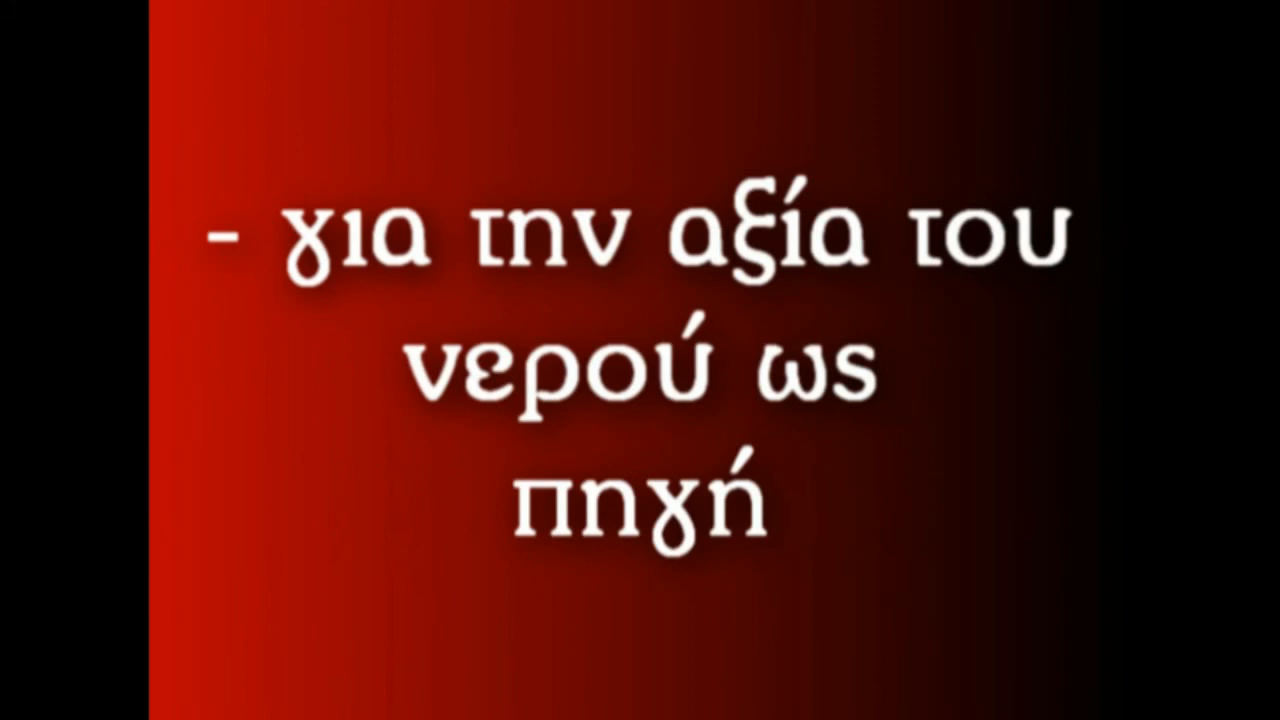 - για την αξία του
νερού ως
πηγή